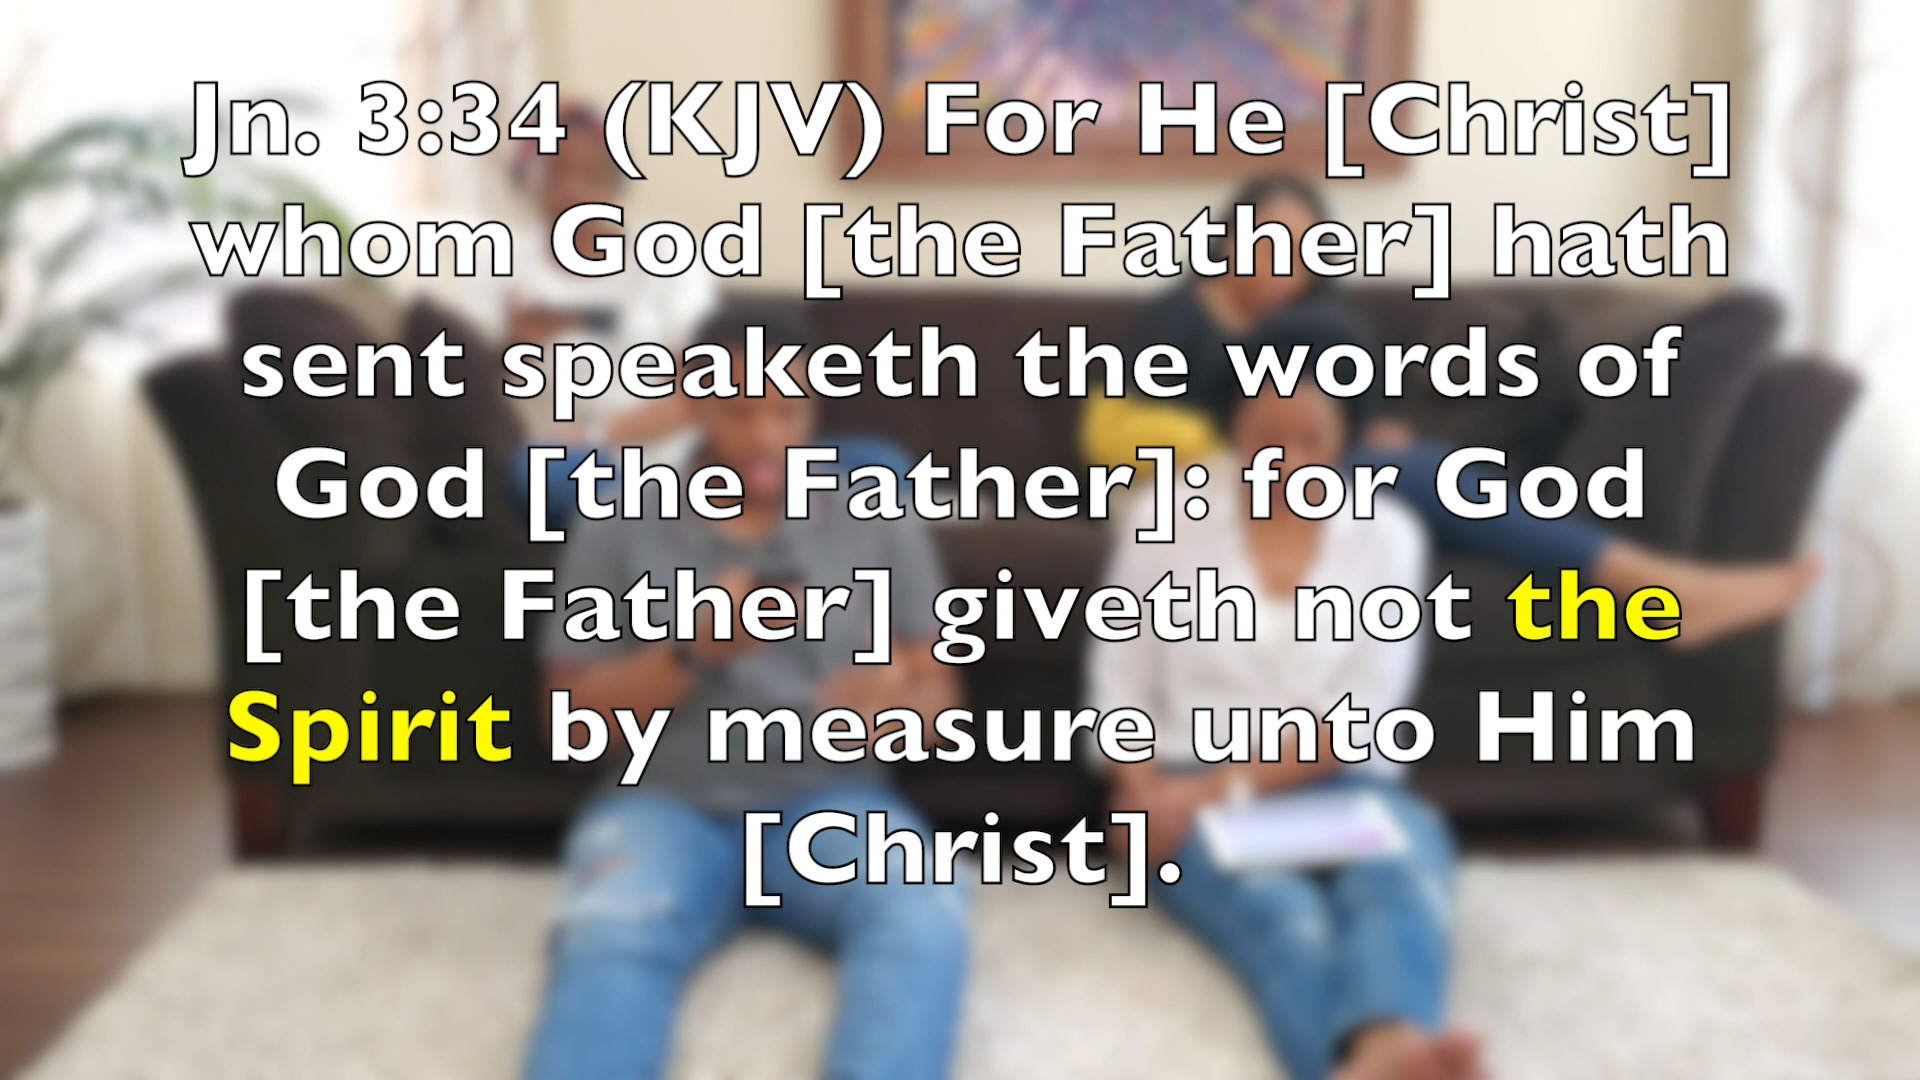 Jn. 3:34 (KJV) For He [Christ]
whom God [the Father] hath
sent speaketh the words of
God [the Father]: for God
[the Father] giveth not the
Spirit by measure unto Him
[Christ].